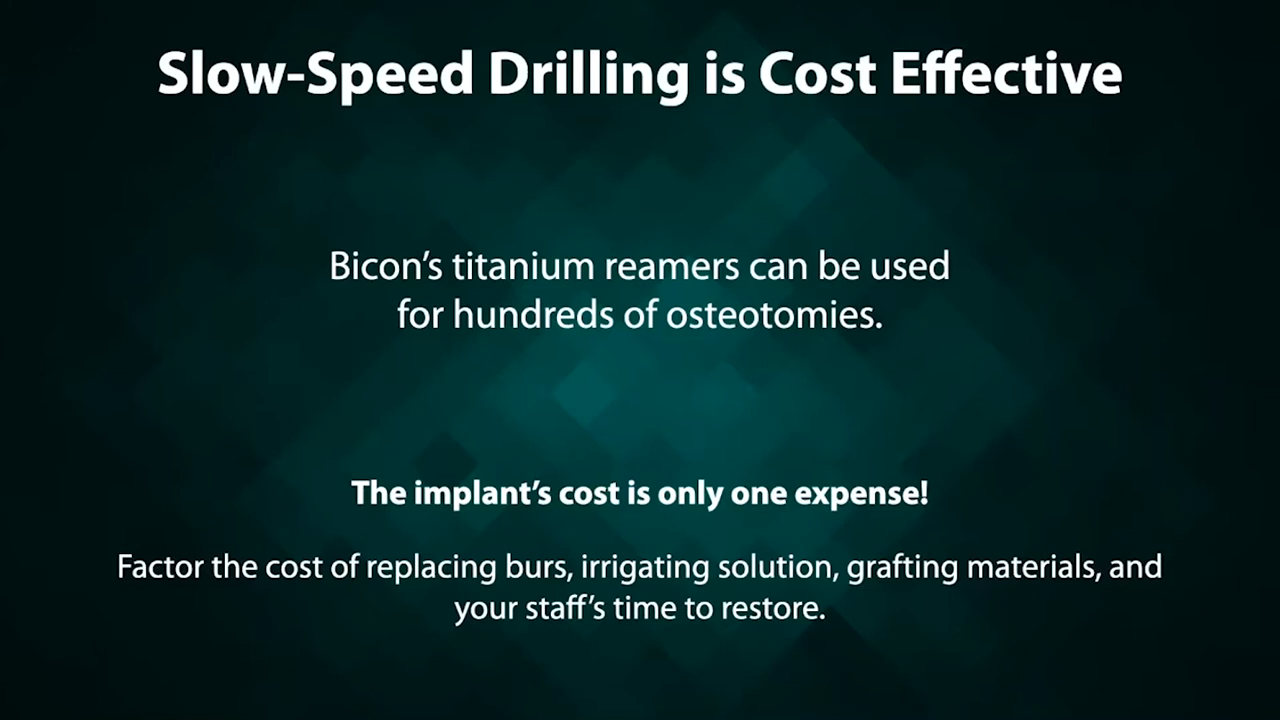 Slow-Speed Drilling is Cost Effective
Bicon’s titanium reamers can be used
for hundreds of osteotomies.
The implant’s cost is only one expense!
Factor the cost of replacing burs, irrigating solution, grafting materials, and
your staff’s time to restore.